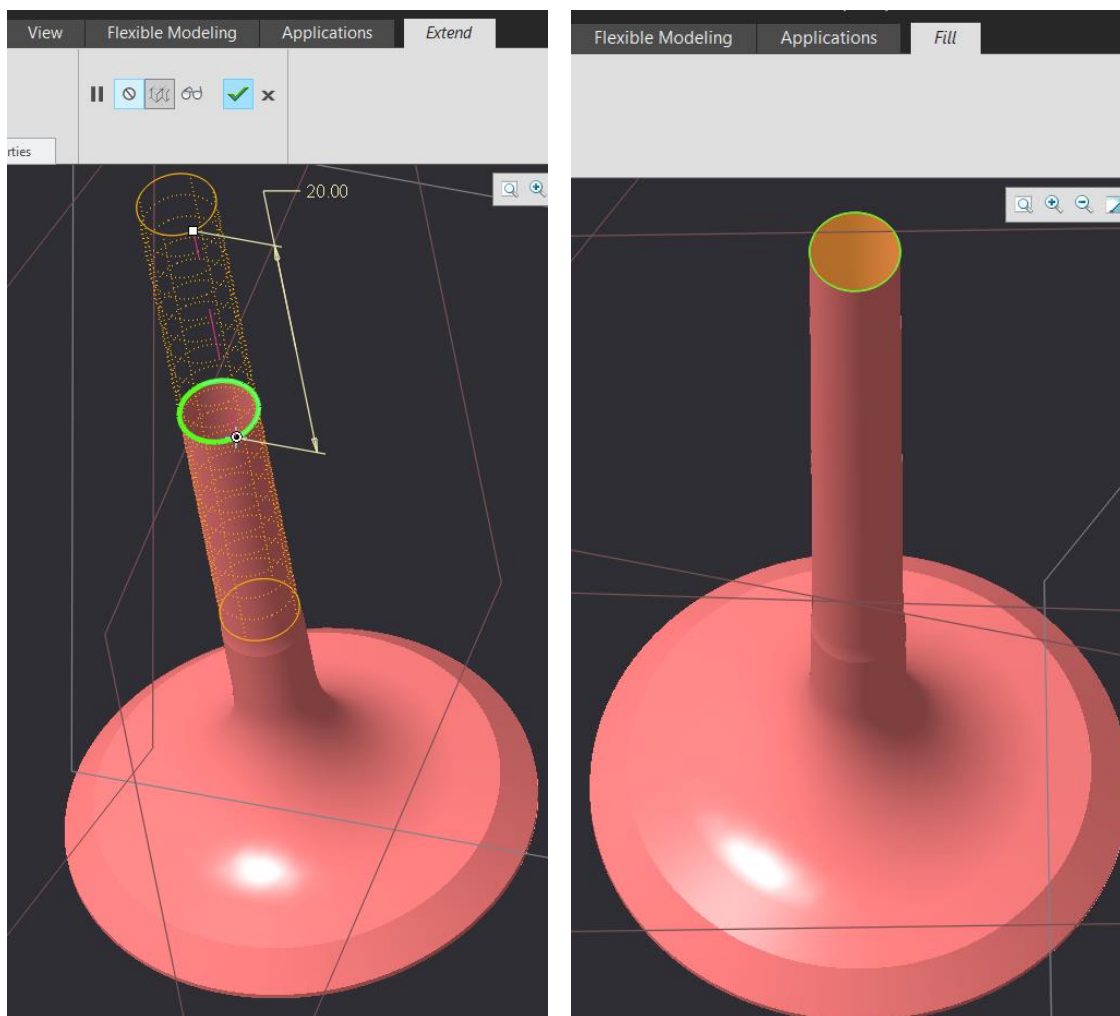 View Flexible Modeling Applications Extend
rties
20.00
Flexible Modeling Applications Fill